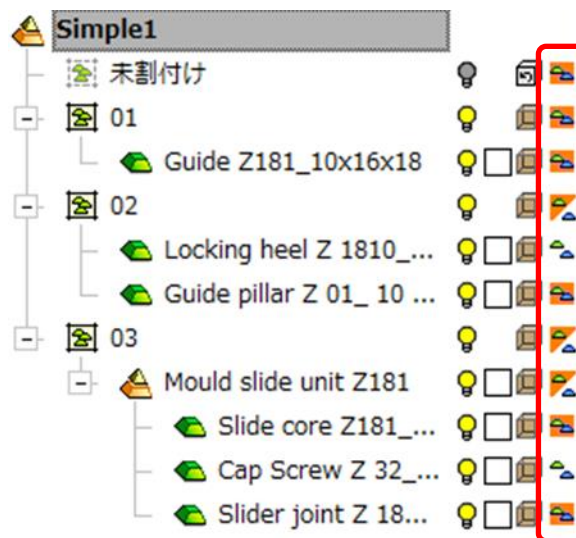 Simple1
未割付け
01
Guide Z181_10x16x18
02
Locking heel Z 1810_...
Guide pillar Z 01_ 10 ...
03
Mould slide unit Z181
Slide core Z181_...
Cap Screw Z 32_...
Slider joint Z 18...